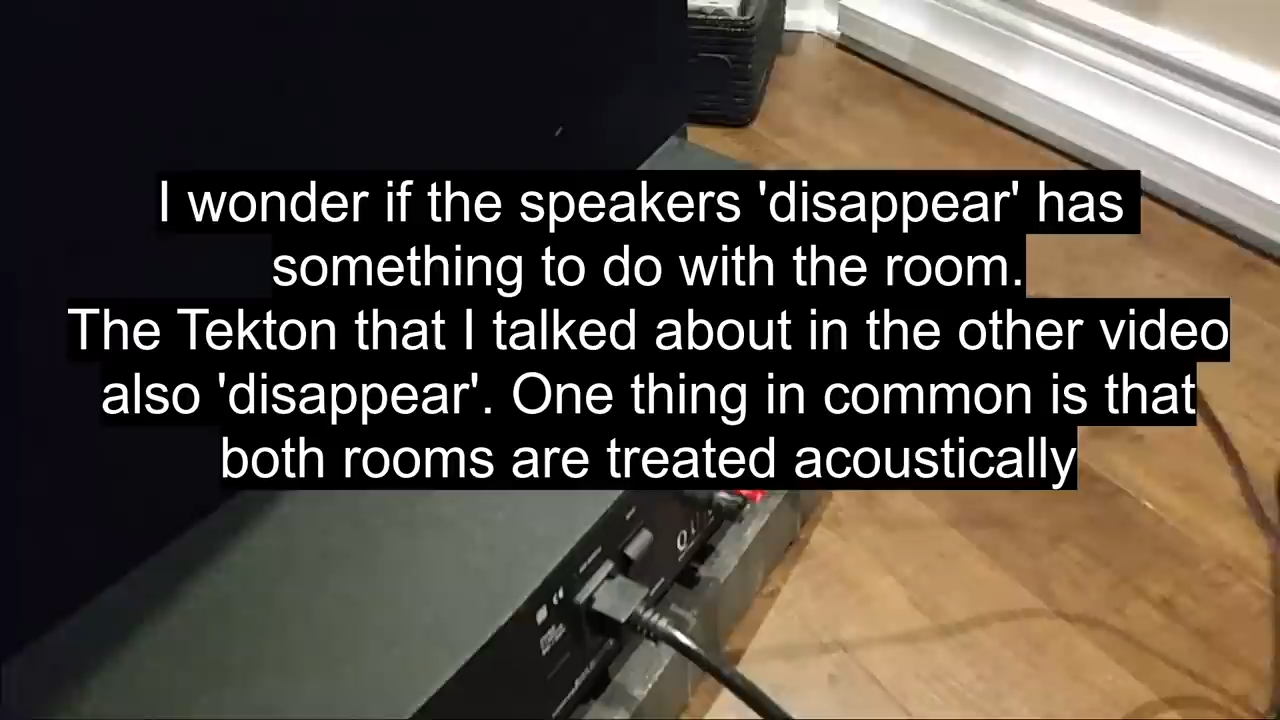 I wonder if the speakers 'disappear' has
something to do with the room.
The Tekton that I talked about in the other video
also 'disappear'. One thing in common is that
both rooms are treated acoustically